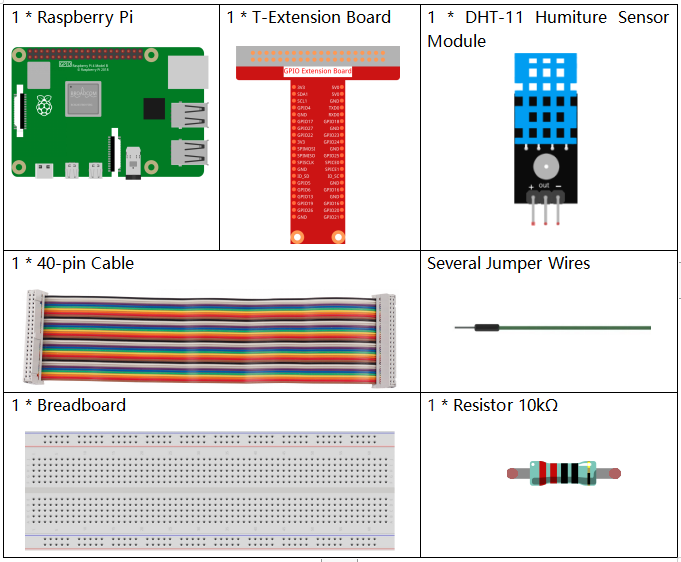 1 * Raspberry Pi
1 * T-Extension Board
1 * DHT-11 Humiture Sensor
Module
GPIO Extension Board
3V3 5V0
SDA1 5V0
SCL1 GND
GPIO4 TXD0
GND RXD0
GPIO17 GPIO18
GPIO27 GND
GPIO22 GPIO23
3V3 GPIO24
SPIMOSI GND
SPIMISO GPIO25
SPISCLK SPICE0
GND SPICE1
ID_SD ID_SC
GPIO5 GND
GPIO6 GPIO12
GPIO13 GND
GPIO19 GPIO16
GPIO26 GPIO20
GND GPIO21
+ out −
1 * 40-pin Cable
Several Jumper Wires
1 * Breadboard
1 * Resistor 10kΩ